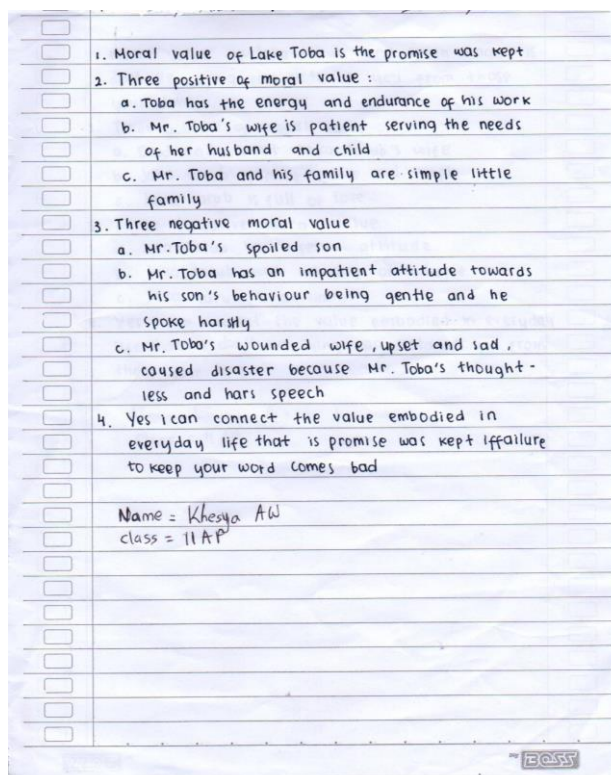 1. Moral value of Lake Toba is the promise was kept
2. Three positive of moral value :
a. Toba has the energy and endurance of his work
b. Mr. Toba's wife is patient serving the needs
of her husband and child
c. Mr. Toba and his family are simple little
family
3. Three negative moral value
a. Mr. Toba's spoiled son
b. Mr. Toba has an impatient attitude towards
his son's behaviour being gentle and he
spoke harshly
c. Mr. Toba's wounded wife, upset and sad,
caused disaster because Mr. Toba's thought-
less and hars speech
4. Yes i can connect the value embodied in
everyday life that is promise was kept iffailure
to keep your word comes bad
Name = Khesya AW
class = 11 AP
BOSS